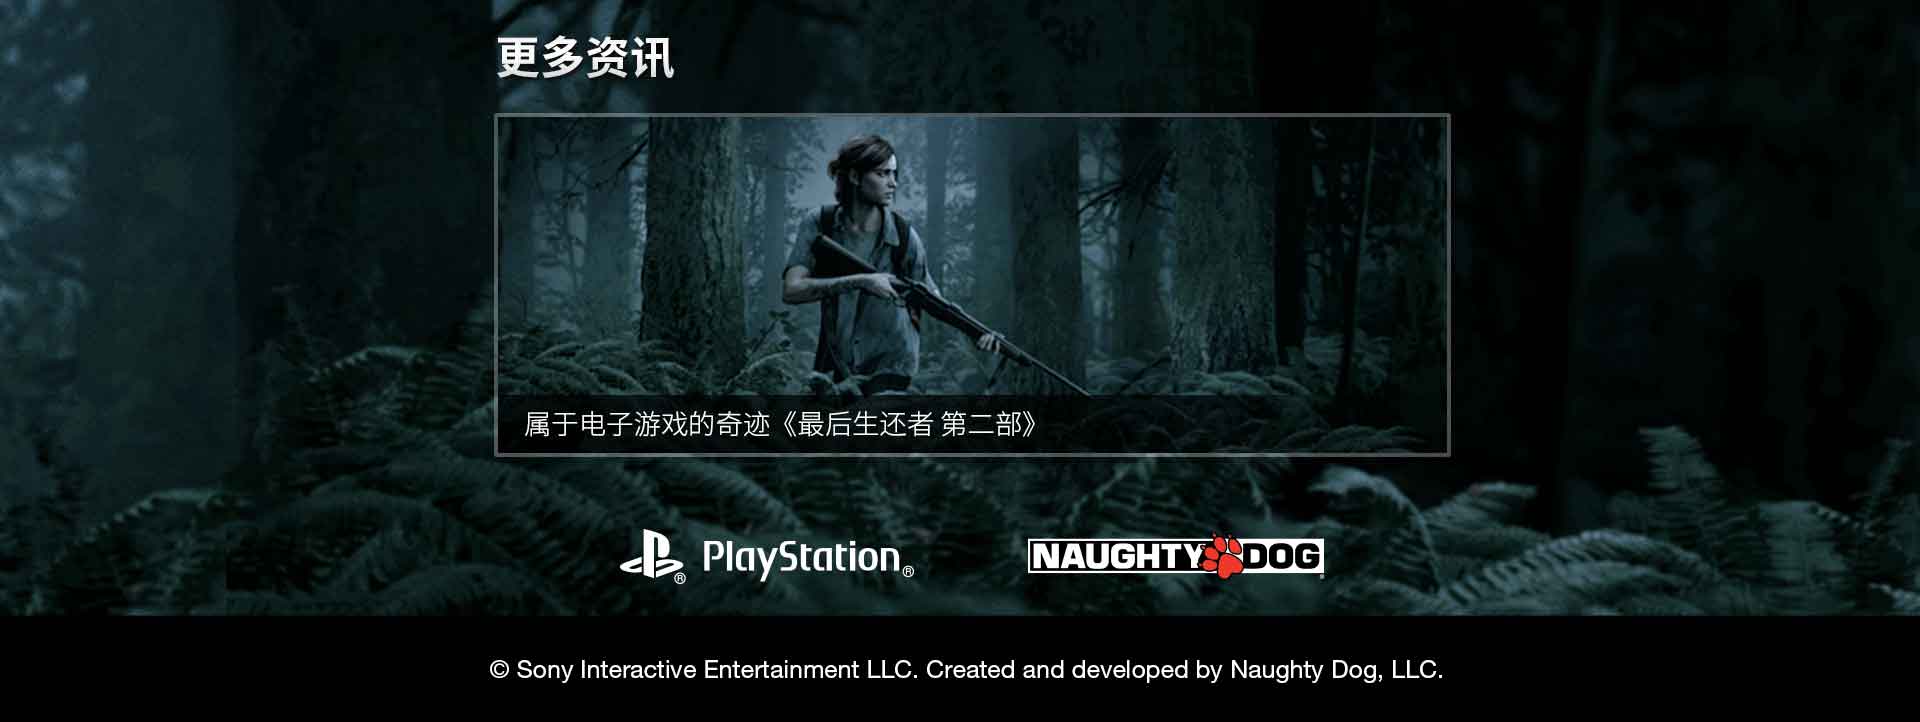 更多资讯
属于电子游戏的奇迹《最后生还者 第二部》
PlayStation®
NAUGHTY DOG
© Sony Interactive Entertainment LLC. Created and developed by Naughty Dog, LLC.